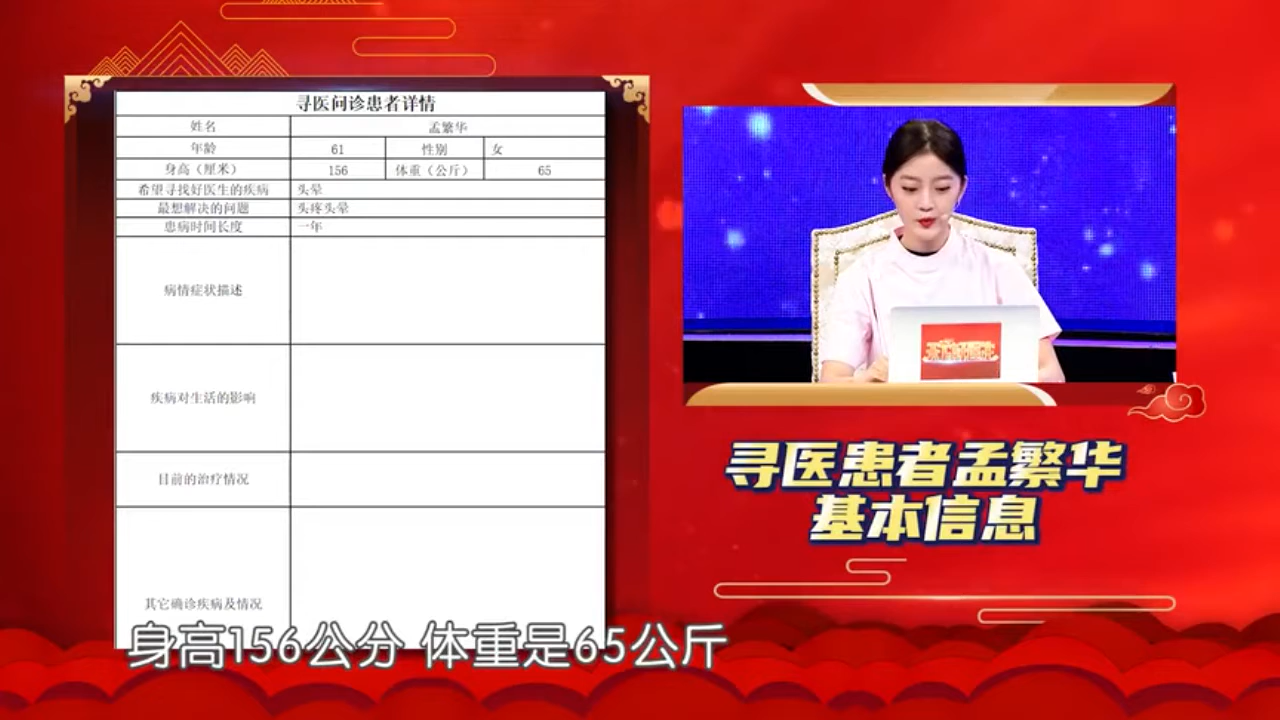 寻医问诊患者详情
姓名 孟繁华
年龄 61 性别 女
身高（厘米） 156 体重（公斤） 65
希望寻找好医生的疾病 头晕
最想解决的问题 头疼头晕
患病时间长度 一年
病情症状描述
疾病对生活的影响
目前的治疗情况
其它确诊疾病及情况
寻医患者孟繁华
基本信息
身高156公分 体重是65公斤